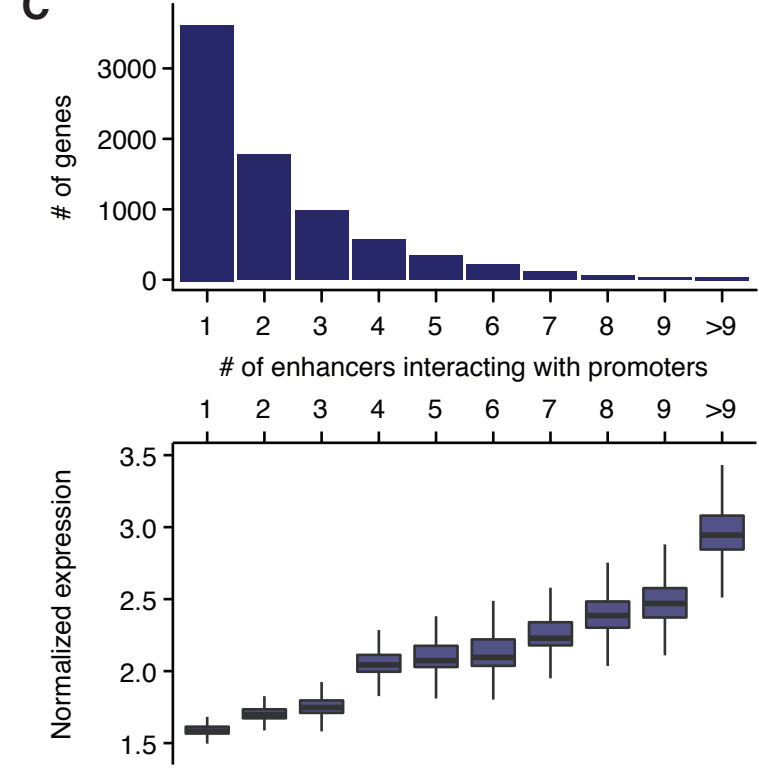 C
# of genes
3000
2000
1000
0
1 2 3 4 5 6 7 8 9 >9
# of enhancers interacting with promoters
1 2 3 4 5 6 7 8 9 >9
Normalized expression
3.5
3.0
2.5
2.0
1.5